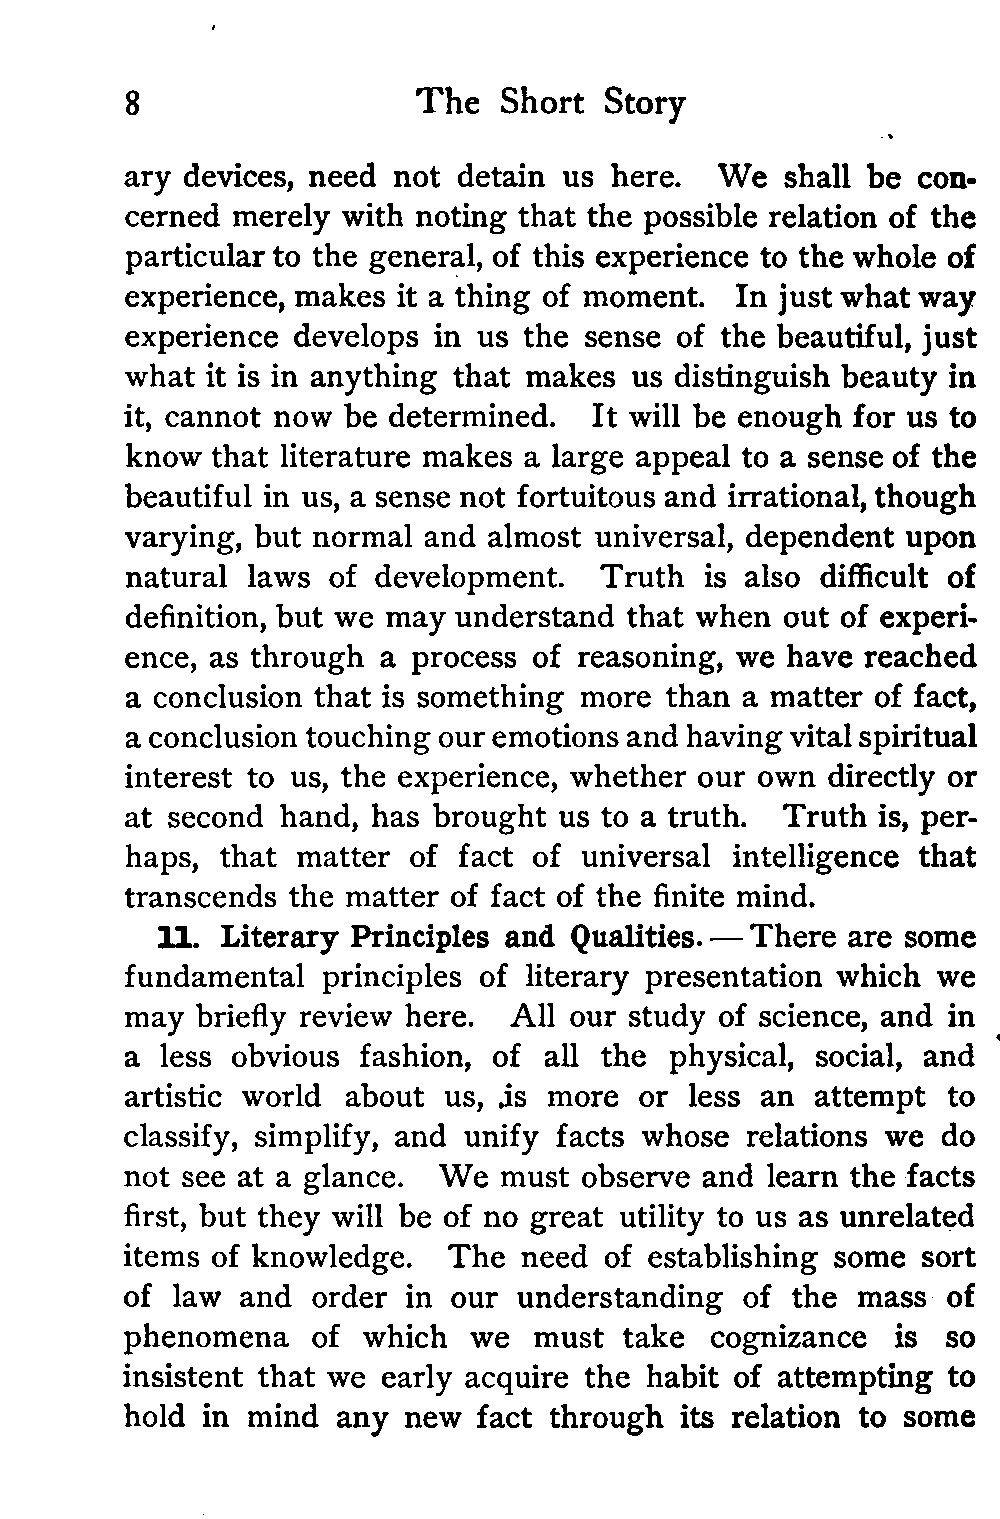 8 The Short Story
ary devices, need not detain us here. We shall be con-
cerned merely with noting that the possible relation of the
particular to the general, of this experience to the whole of
experience, makes it a thing of moment. In just what way
experience develops in us the sense of the beautiful, just
what it is in anything that makes us distinguish beauty in
it, cannot now be determined. It will be enough for us to
know that literature makes a large appeal to a sense of the
beautiful in us, a sense not fortuitous and irrational, though
varying, but normal and almost universal, dependent upon
natural laws of development. Truth is also difficult of
definition, but we may understand that when out of experi-
ence, as through a process of reasoning, we have reached
a conclusion that is something more than a matter of fact,
a conclusion touching our emotions and having vital spiritual
interest to us, the experience, whether our own directly or
at second hand, has brought us to a truth. Truth is, per-
haps, that matter of fact of universal intelligence that
transcends the matter of fact of the finite mind.
11. Literary Principles and Qualities. — There are some
fundamental principles of literary presentation which we
may briefly review here. All our study of science, and in
a less obvious fashion, of all the physical, social, and
artistic world about us, is more or less an attempt to
classify, simplify, and unify facts whose relations we do
not see at a glance. We must observe and learn the facts
first, but they will be of no great utility to us as unrelated
items of knowledge. The need of establishing some sort
of law and order in our understanding of the mass of
phenomena of which we must take cognizance is so
insistent that we early acquire the habit of attempting to
hold in mind any new fact through its relation to some